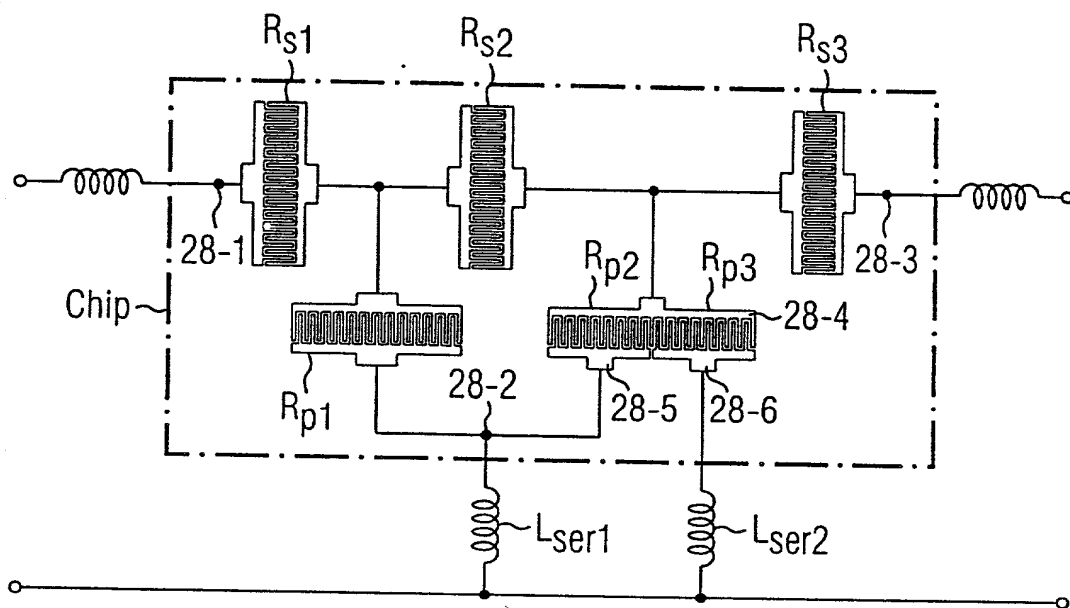 Rs1
Rs2
Rs3
28-1
28-3
Chip
Rp2
Rp3
28-4
Rp1
28-2
28-5
28-6
Lser1
Lser2